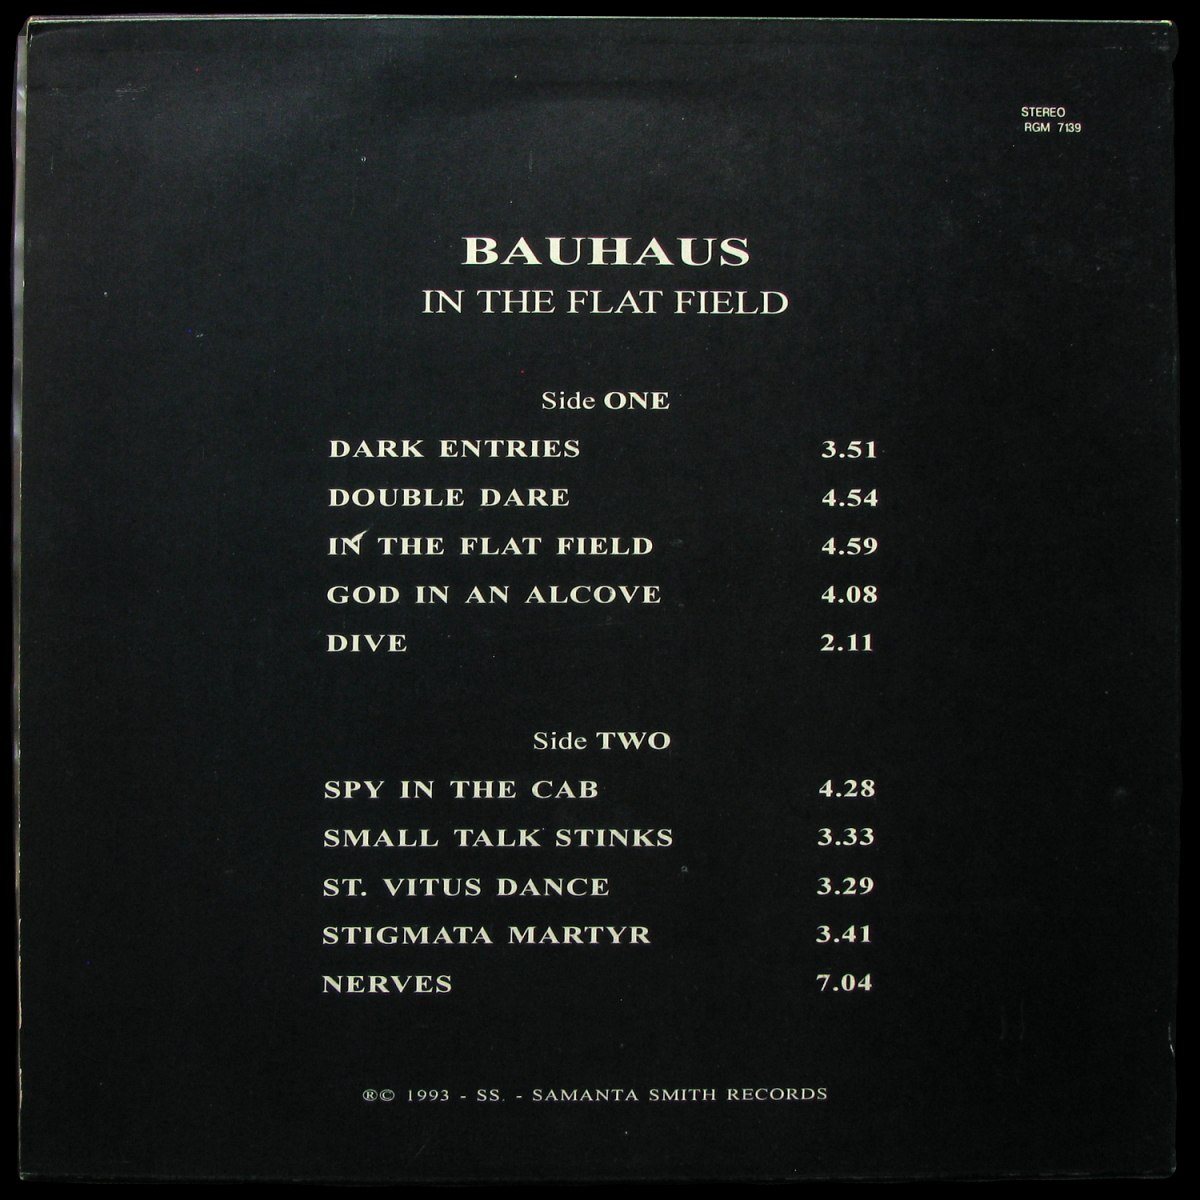 STEREO
RGM 7139
BAUHAUS
IN THE FLAT FIELD
Side ONE
DARK ENTRIES 3.51
DOUBLE DARE 4.54
IN THE FLAT FIELD 4.59
GOD IN AN ALCOVE 4.08
DIVE 2.11
Side TWO
SPY IN THE CAB 4.28
SMALL TALK STINKS 3.33
ST. VITUS DANCE 3.29
STIGMATA MARTYR 3.41
NERVES 7.04
®© 1993 - SS. - SAMANTA SMITH RECORDS